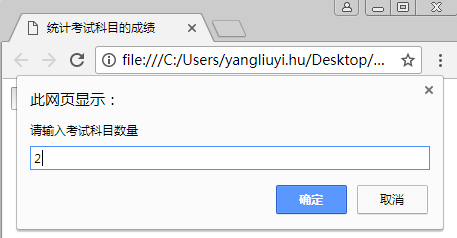 统计考试科目的成绩
file:///C:/Users/yangliuyi.hu/Desktop/...
此网页显示：
请输入考试科目数量
2
确定
取消